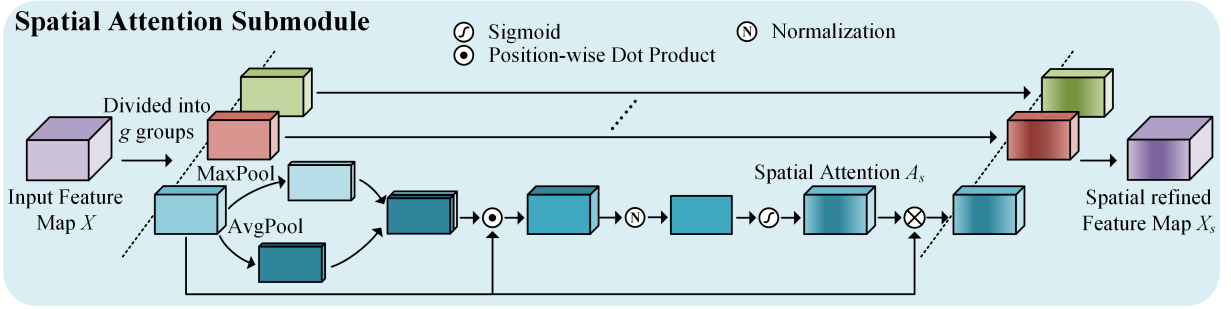 Spatial Attention Submodule
Sigmoid
N Normalization
Position-wise Dot Product
Divided into
g groups
MaxPool
Input Feature
Map X
AvgPool
N
Spatial Attention As
Spatial refined
Feature Map Xs